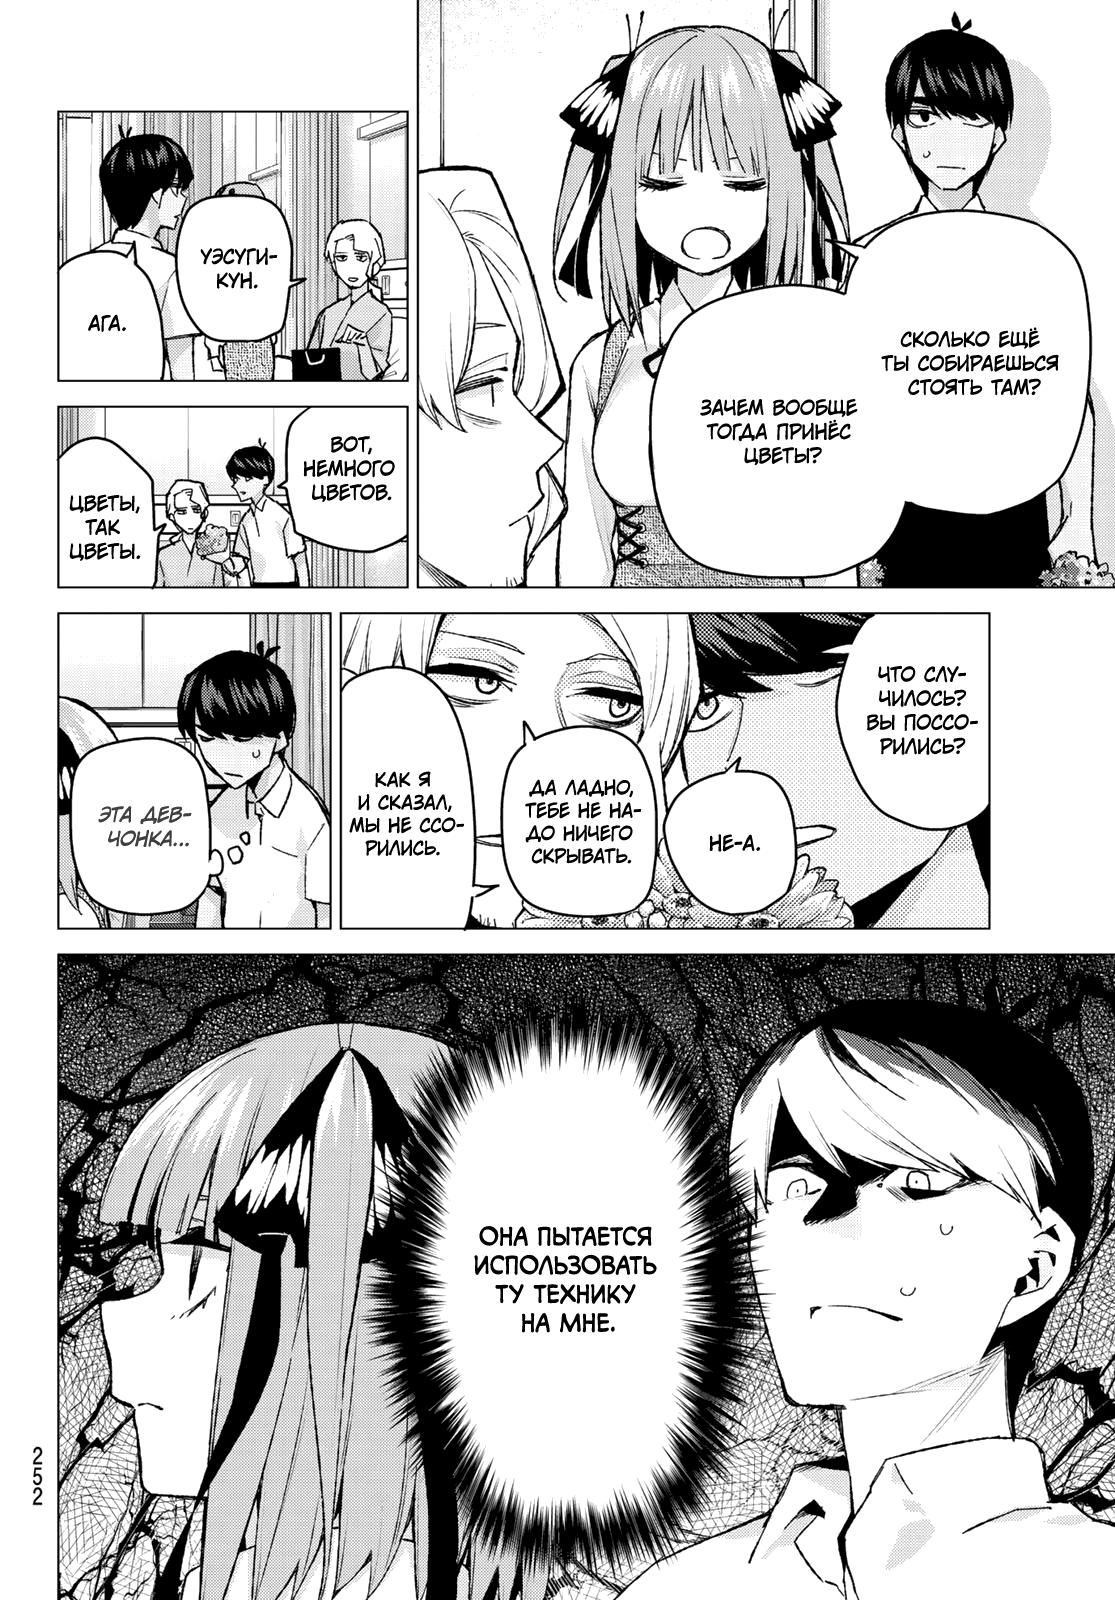 СКОЛЬКО ЕЩЁ
ТЫ СОБИРАЕШЬСЯ
СТОЯТЬ ТАМ?
ЗАЧЕМ ВООБЩЕ
ТОГДА ПРИНЁС
ЦВЕТЫ?
УЭСУГИ-
КУН.
АГА.
ВОТ,
НЕМНОГО
ЦВЕТОВ.
ЦВЕТЫ,
ТАК
ЦВЕТЫ.
ЧТО СЛУ-
ЧИЛОСЬ?
ВЫ ПОССО-
РИЛИСЬ?
НЕ-А.
ДА ЛАДНО,
ТЕБЕ НЕ НА-
ДО НИЧЕГО
СКРЫВАТЬ.
КАК Я
И СКАЗАЛ,
МЫ НЕ ССО-
РИЛИСЬ.
ЭТА ДЕВ-
ЧОНКА...
ОНА ПЫТАЕТСЯ
ИСПОЛЬЗОВАТЬ
ТУ ТЕХНИКУ
НА МНЕ.
252